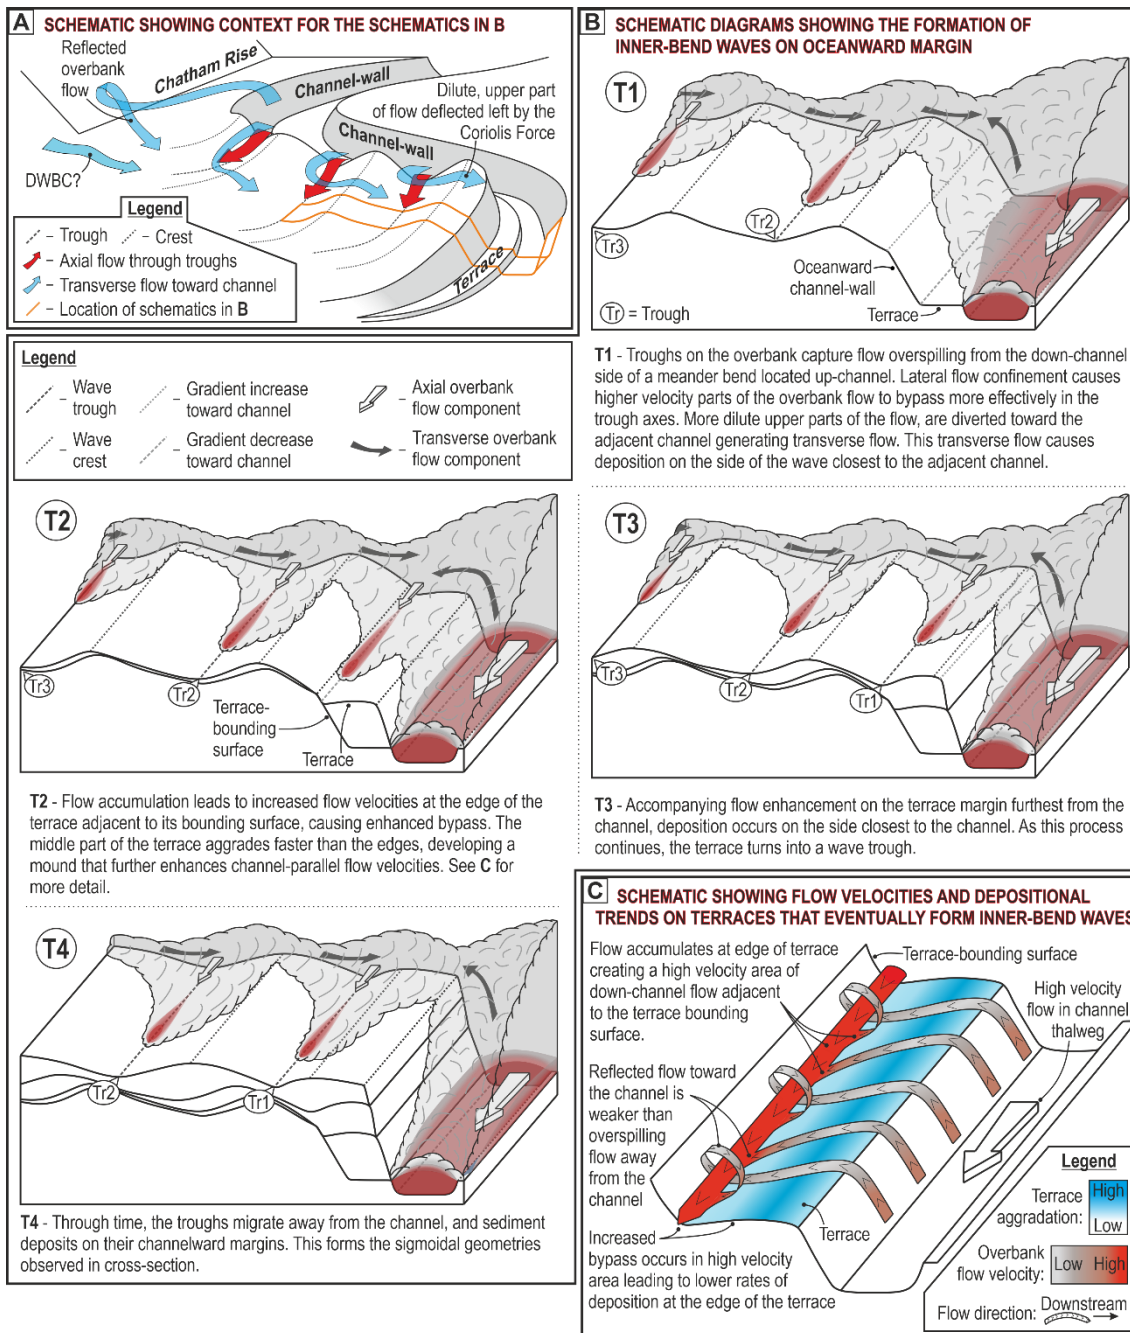 A SCHEMATIC SHOWING CONTEXT FOR THE SCHEMATICS IN B
Reflected
overbank
flow
Chatham Rise
Channel-wall
Dilute, upper part
of flow deflected left by the
Coriolis Force
Channel-wall
DWBC?
Terrace
Legend
– Trough – Crest
– Axial flow through troughs
– Transverse flow toward channel
– Location of schematics in B
B SCHEMATIC DIAGRAMS SHOWING THE FORMATION OF
INNER-BEND WAVES ON OCEANWARD MARGIN
T1
Tr3
Tr2
Oceanward
channel-wall
Terrace
Tr = Trough
T1 - Troughs on the overbank capture flow overspilling from the down-channel
side of a meander bend located up-channel. Lateral flow confinement causes
higher velocity parts of the overbank flow to bypass more effectively in the
trough axes. More dilute upper parts of the flow, are diverted toward the
adjacent channel generating transverse flow. This transverse flow causes
deposition on the side of the wave closest to the adjacent channel.
Legend
– Wave
trough
– Gradient increase
toward channel
– Axial overbank
flow component
– Wave
crest
– Gradient decrease
toward channel
– Transverse overbank
flow component
T2
Tr3
Tr2
Terrace-
bounding
surface
Terrace
T2 - Flow accumulation leads to increased flow velocities at the edge of the
terrace adjacent to its bounding surface, causing enhanced bypass. The
middle part of the terrace aggrades faster than the edges, developing a
mound that further enhances channel-parallel flow velocities. See C for
more detail.
T3
Tr3
Tr2
Tr1
T3 - Accompanying flow enhancement on the terrace margin furthest from the
channel, deposition occurs on the side closest to the channel. As this process
continues, the terrace turns into a wave trough.
T4
Tr2
Tr1
T4 - Through time, the troughs migrate away from the channel, and sediment
deposits on their channelward margins. This forms the sigmoidal geometries
observed in cross-section.
C SCHEMATIC SHOWING FLOW VELOCITIES AND DEPOSITIONAL
TRENDS ON TERRACES THAT EVENTUALLY FORM INNER-BEND WAVES
Flow accumulates at edge of terrace
creating a high velocity area of
down-channel flow adjacent
to the terrace bounding
surface.
Terrace-bounding surface
High velocity
flow in channel
thalweg
Reflected flow toward
the channel is
weaker than
overspilling
flow away
from the
channel
Terrace
Increased
bypass occurs in high velocity
area leading to lower rates of
deposition at the edge of the terrace
Legend
Terrace
aggradation:
High
Low
Overbank
flow velocity:
Low High
Flow direction: Downstream